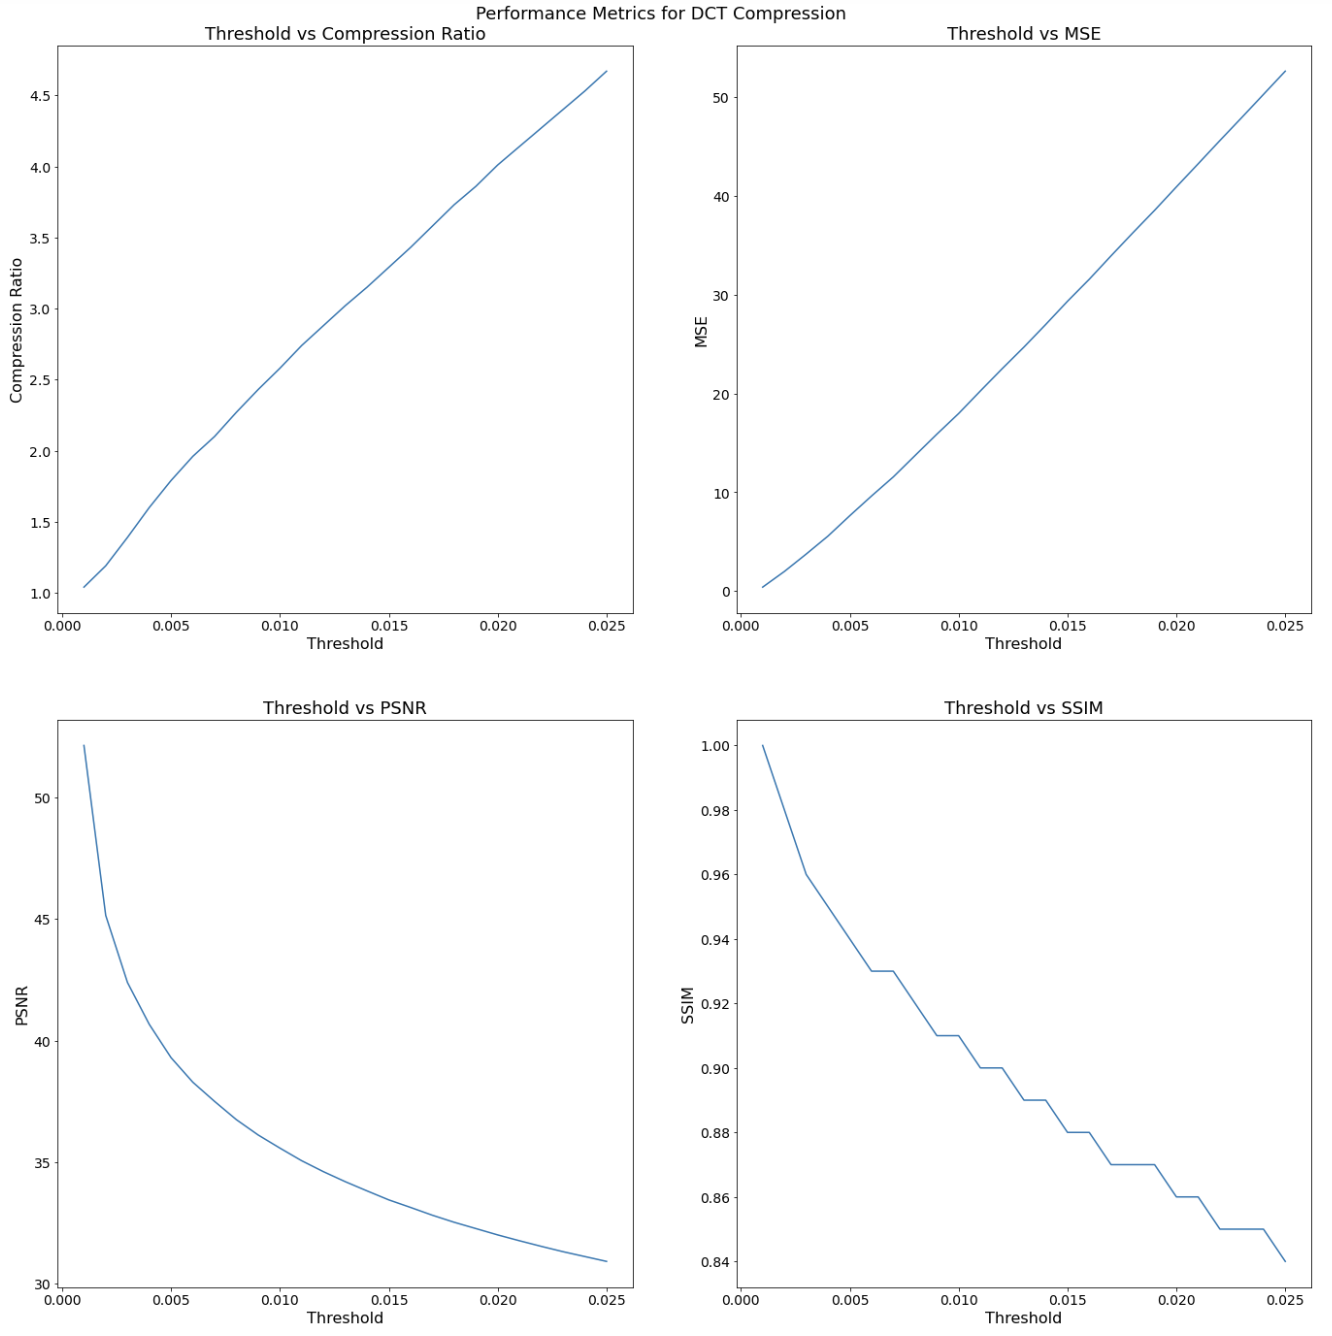 Performance Metrics for DCT Compression
Threshold vs Compression Ratio
4.5
4.0
3.5
3.0
2.5
2.0
1.5
1.0
Compression Ratio
0.000 0.005 0.010 0.015 0.020 0.025
Threshold
Threshold vs MSE
50
40
30
20
10
0
MSE
0.000 0.005 0.010 0.015 0.020 0.025
Threshold
Threshold vs PSNR
50
45
40
35
30
PSNR
0.000 0.005 0.010 0.015 0.020 0.025
Threshold
Threshold vs SSIM
1.00
0.98
0.96
0.94
0.92
0.90
0.88
0.86
0.84
SSIM
0.000 0.005 0.010 0.015 0.020 0.025
Threshold